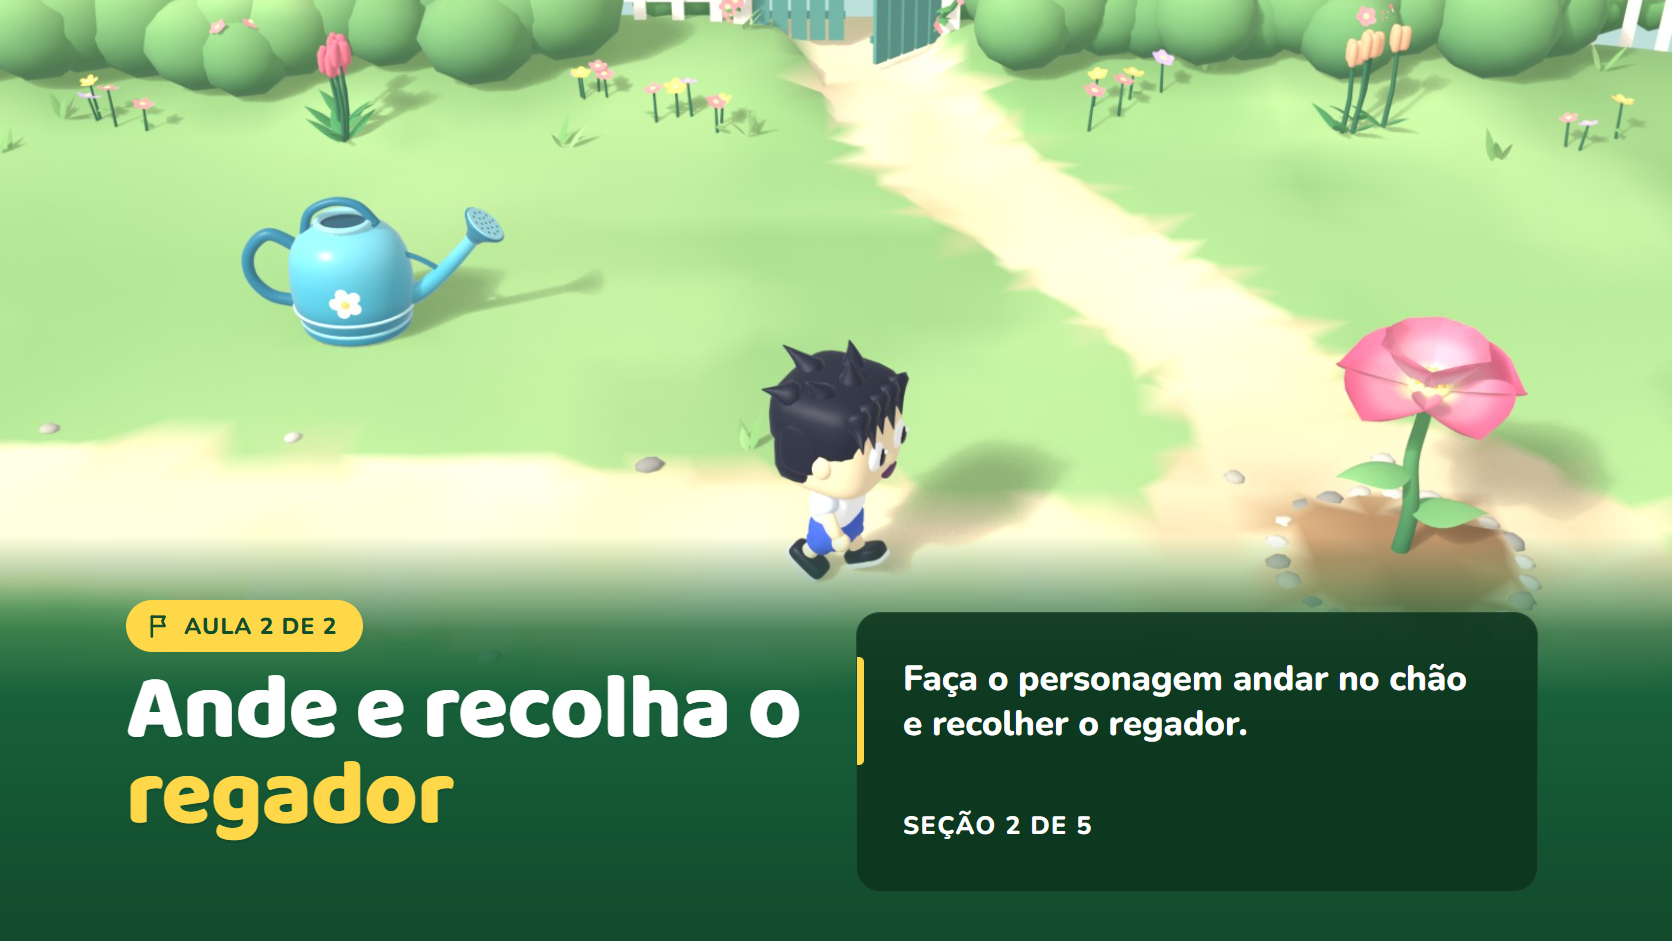 AULA 2 DE 2
Ande e recolha o
regador
Faça o personagem andar no chão
e recolher o regador.
SEÇÃO 2 DE 5